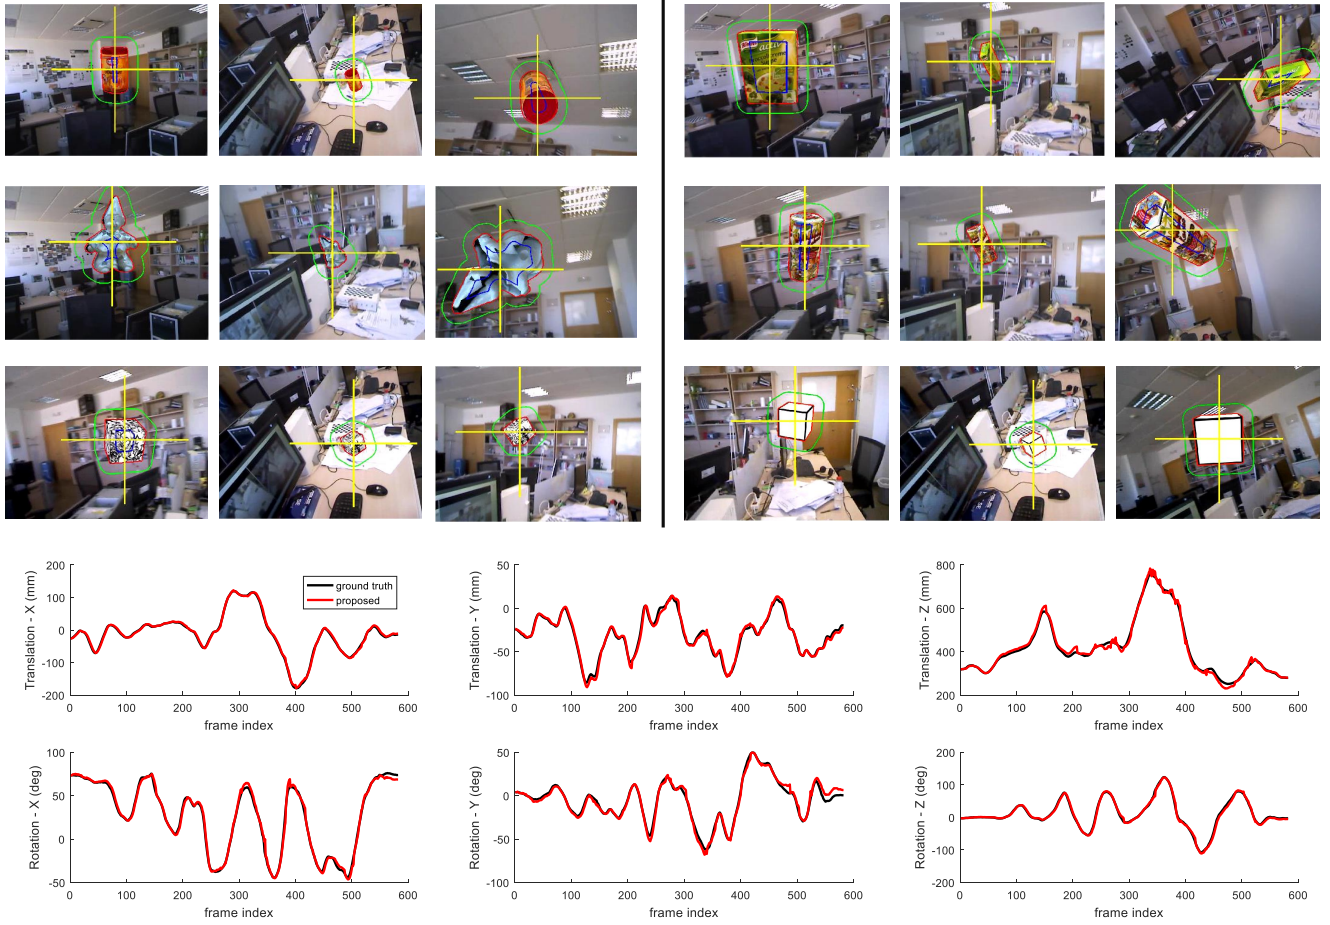 acta
200
100
0
-100
-200
Translation - X (mm)
0 100 200 300 400 500 600
frame index
ground truth
proposed
50
0
-50
-100
Translation - Y (mm)
0 100 200 300 400 500 600
frame index
800
600
400
200
Translation - Z (mm)
0 100 200 300 400 500 600
frame index
100
50
0
-50
Rotation - X (deg)
0 100 200 300 400 500 600
frame index
50
0
-50
-100
Rotation - Y (deg)
0 100 200 300 400 500 600
frame index
200
100
0
-100
-200
Rotation - Z (deg)
0 100 200 300 400 500 600
frame index